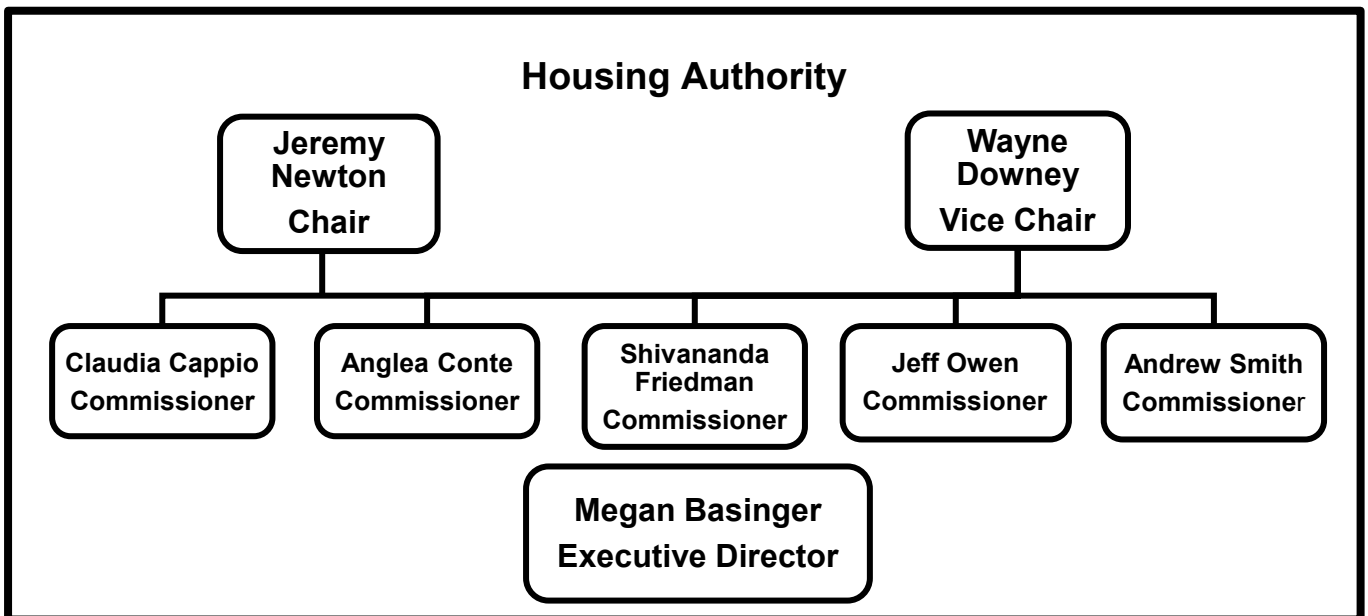 Housing Authority
Jeremy
Newton
Chair
Wayne
Downey
Vice Chair
Claudia Cappio
Commissioner
Anglea Conte
Commissioner
Shivananda
Friedman
Commissioner
Jeff Owen
Commissioner
Andrew Smith
Commissioner
Megan Basinger
Executive Director